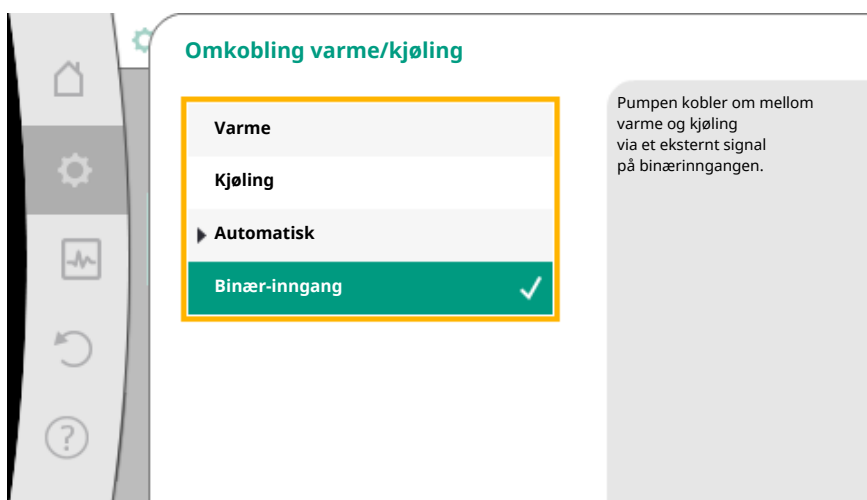 Omkobling varme/kjøling
Varme
Kjøling
Automatisk
Binær-inngang
Pumpen kobler om mellom
varme og kjøling
via et eksternt signal
på binærinngangen.
?